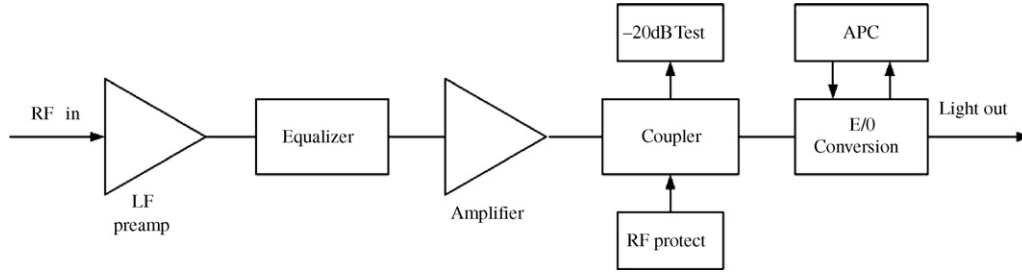 –20dB Test
APC
RF in
Equalizer
Coupler
E/0
Conversion
Light out
LF
preamp
Amplifier
RF protect